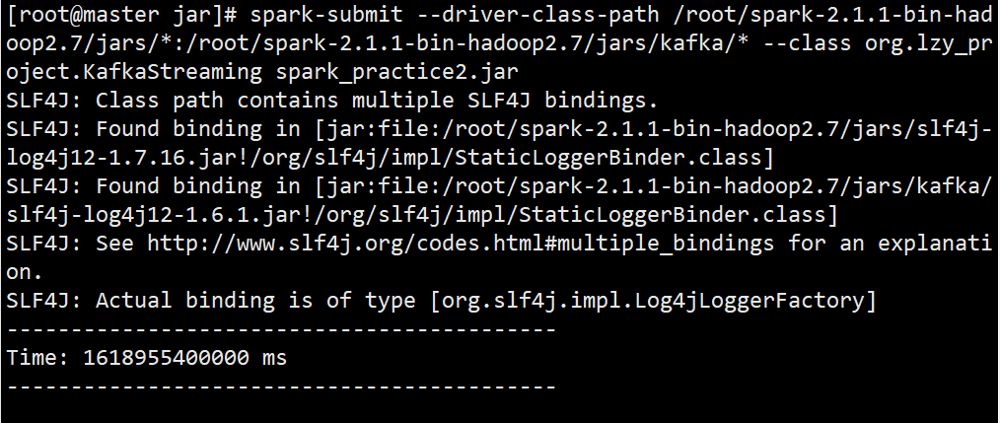 [root@master jar]# spark-submit --driver-class-path /root/spark-2.1.1-bin-had
oop2.7/jars/*:/root/spark-2.1.1-bin-hadoop2.7/jars/kafka/* --class org.lzy_pr
oject.KafkaStreaming spark_practice2.jar
SLF4J: Class path contains multiple SLF4J bindings.
SLF4J: Found binding in [jar:file:/root/spark-2.1.1-bin-hadoop2.7/jars/slf4j-
log4j12-1.7.16.jar!/org/slf4j/impl/StaticLoggerBinder.class]
SLF4J: Found binding in [jar:file:/root/spark-2.1.1-bin-hadoop2.7/jars/kafka/
slf4j-log4j12-1.6.1.jar!/org/slf4j/impl/StaticLoggerBinder.class]
SLF4J: See http://www.slf4j.org/codes.html#multiple_bindings for an explanati
on.
SLF4J: Actual binding is of type [org.slf4j.impl.Log4jLoggerFactory]
-------------------------------------------
Time: 1618955400000 ms
-------------------------------------------